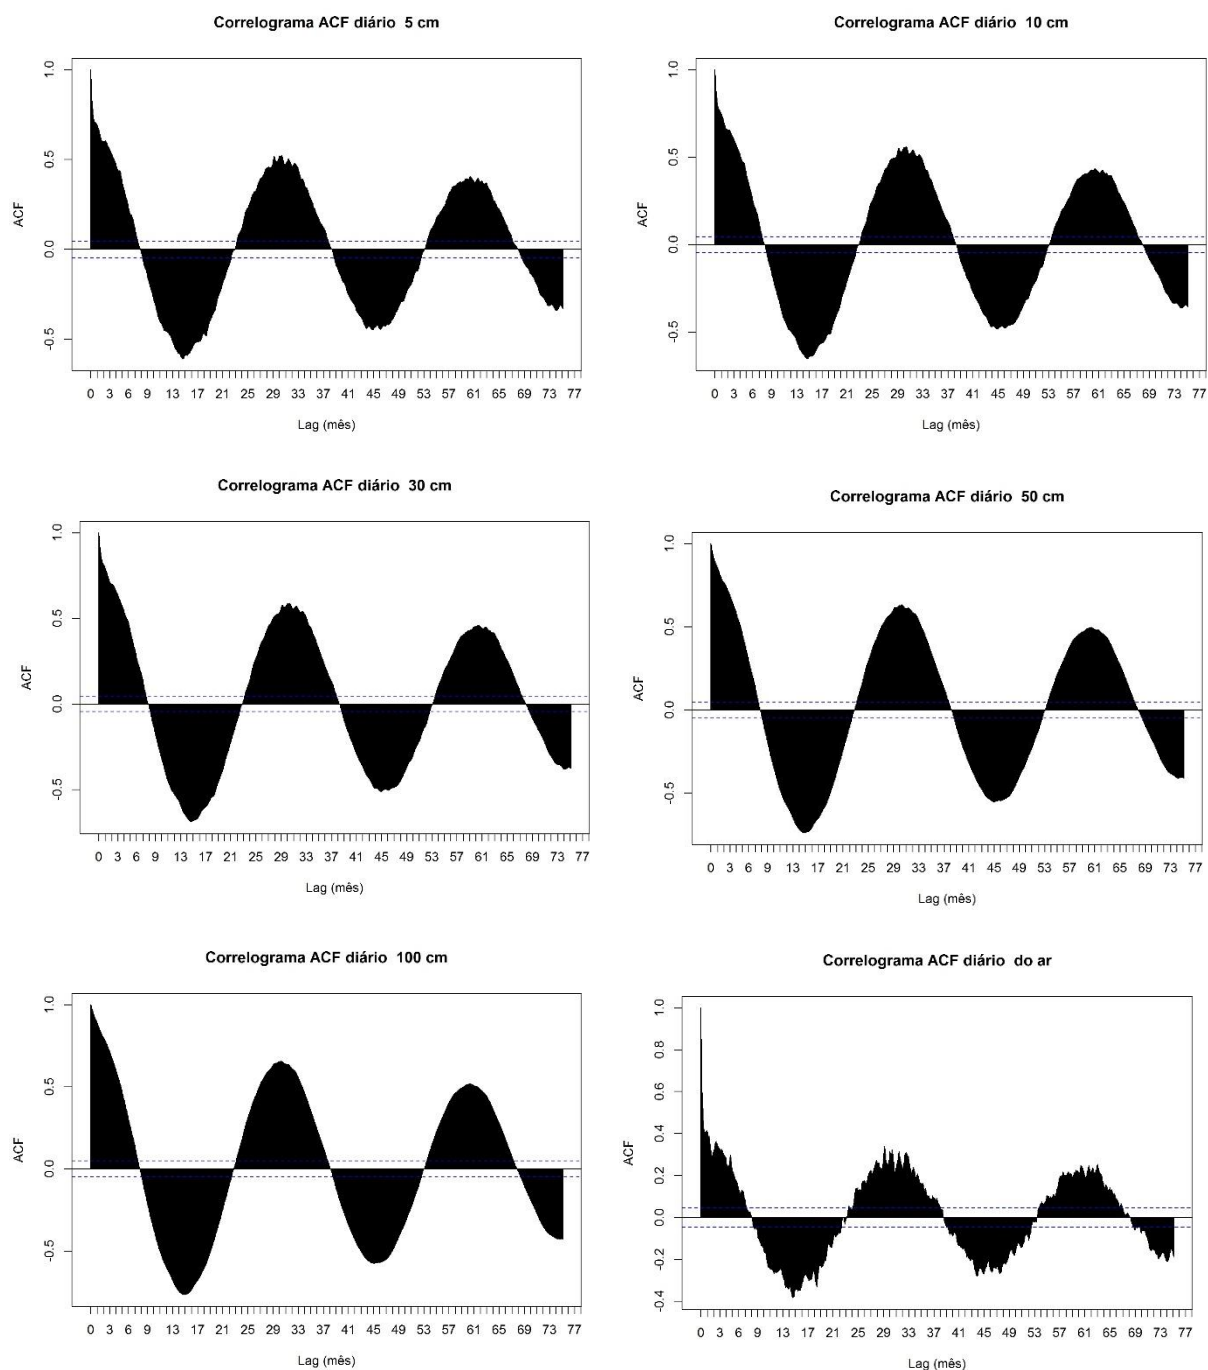 Correlograma ACF diário 5 cm
ACF
1.0
0.5
0.0
-0.5
0 3 6 9 13 17 21 25 29 33 37 41 45 49 53 57 61 65 69 73 77
Lag (mês)
Correlograma ACF diário 10 cm
ACF
1.0
0.5
0.0
-0.5
0 3 6 9 13 17 21 25 29 33 37 41 45 49 53 57 61 65 69 73 77
Lag (mês)
Correlograma ACF diário 30 cm
ACF
1.0
0.5
0.0
-0.5
0 3 6 9 13 17 21 25 29 33 37 41 45 49 53 57 61 65 69 73 77
Lag (mês)
Correlograma ACF diário 50 cm
ACF
1.0
0.5
0.0
-0.5
0 3 6 9 13 17 21 25 29 33 37 41 45 49 53 57 61 65 69 73 77
Lag (mês)
Correlograma ACF diário 100 cm
ACF
1.0
0.5
0.0
-0.5
0 3 6 9 13 17 21 25 29 33 37 41 45 49 53 57 61 65 69 73 77
Lag (mês)
Correlograma ACF diário do ar
ACF
1.0
0.8
0.6
0.4
0.2
0.0
-0.2
-0.4
0 3 6 9 13 17 21 25 29 33 37 41 45 49 53 57 61 65 69 73 77
Lag (mês)